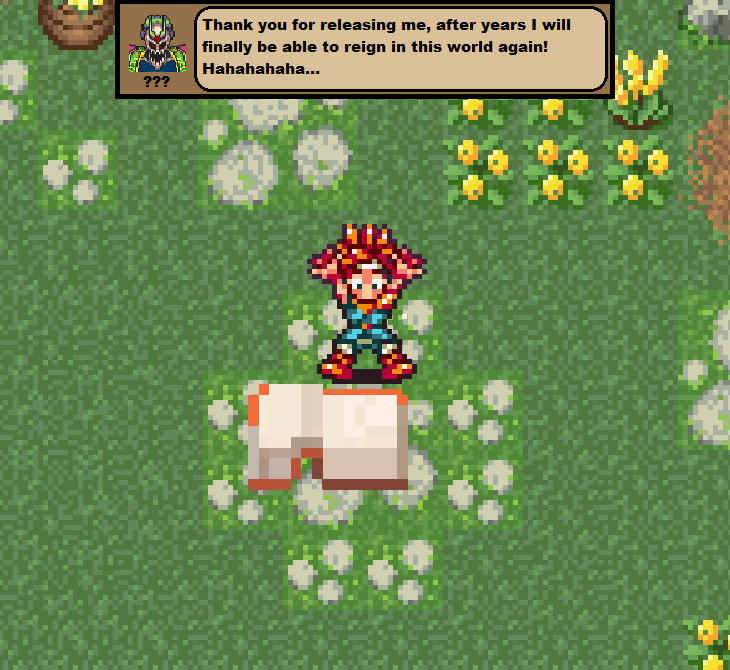 Thank you for releasing me, after years I will
finally be able to reign in this world again!
Hahahahaha...
???